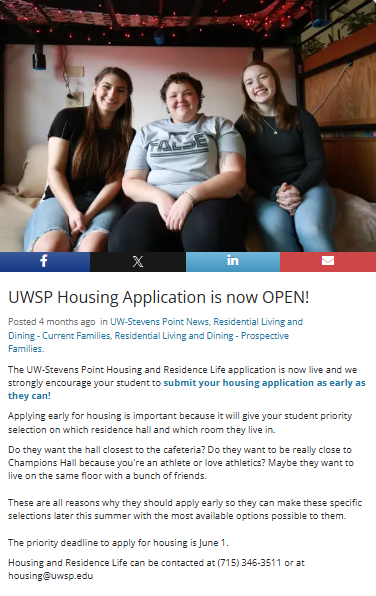 FALSE
UWSP Housing Application is now OPEN!
Posted 4 months ago in UW-Stevens Point News, Residential Living and
Dining - Current Families, Residential Living and Dining - Prospective
Families.
The UW-Stevens Point Housing and Residence Life application is now live and we
strongly encourage your student to submit your housing application as early as
they can!
Applying early for housing is important because it will give your student priority
selection on which residence hall and which room they live in.
Do they want the hall closest to the cafeteria? Do they want to be really close to
Champions Hall because you're an athlete or love athletics? Maybe they want to
live on the same floor with a bunch of friends.
These are all reasons why they should apply early so they can make these specific
selections later this summer with the most available options possible to them.
The priority deadline to apply for housing is June 1.
Housing and Residence Life can be contacted at (715) 346-3511 or at
housing@uwsp.edu